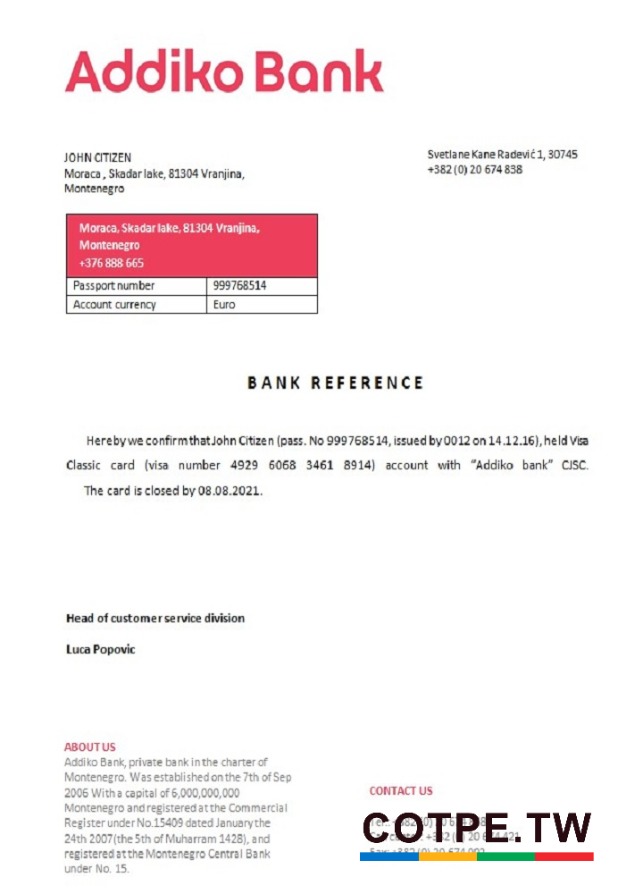 Addiko Bank
JOHN CITIZEN
Moraca , Skadar lake, 81304 Vranjina,
Montenegro
Svetlane Kane Radević 1, 30745
+382 (0) 20 674 838
Moraca, Skadar lake, 81304 Vranjina,
Montenegro
+376 888 665
Passport number 999768514
Account currency Euro
BANK REFERENCE
Hereby we confirm that John Citizen (pass. No 999768514, issued by 0012 on 14.12.16), held Visa
Classic card (visa number 4929 6068 3461 8914) account with "Addiko bank" CJSC.
The card is closed by 08.08.2021.
Head of customer service division
Luca Popovic
ABOUT US
Addiko Bank, private bank in the charter of
Montenegro. Was established on the 7th of Sep
2006 With a capital of 6,000,000,000
Montenegro and registered at the Commercial
Register under No.15409 dated January the
24th 2007(the 5th of Muharram 1428), and
registered at the Montenegro Central Bank
under No. 15.
CONTACT US
COTPE.TW